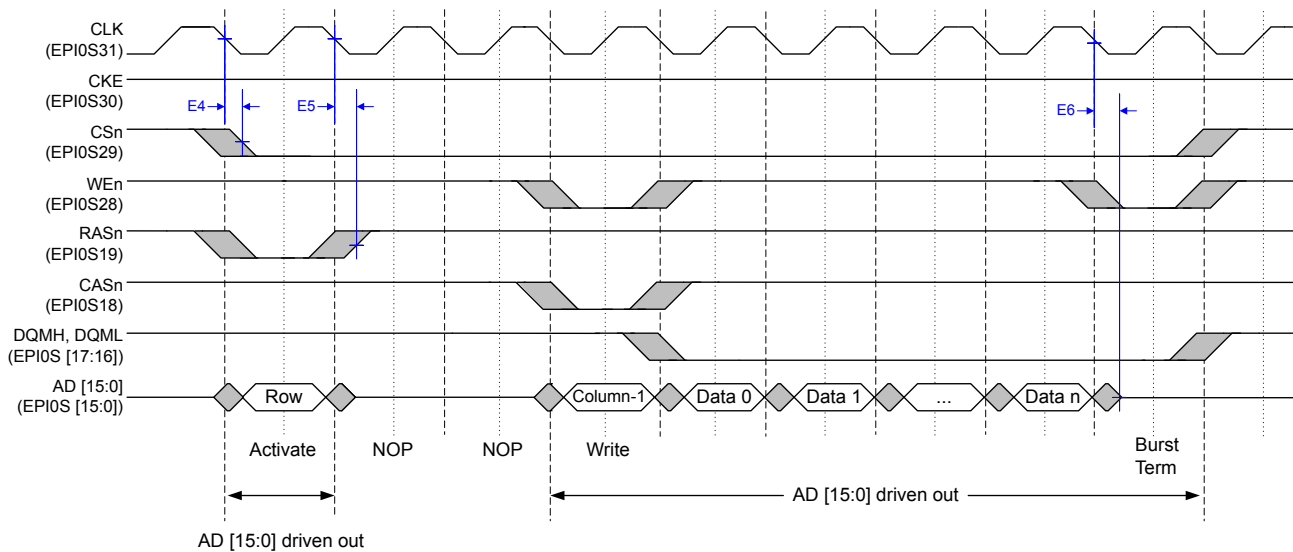 CLK
(EPI0S31)
CKE
(EPI0S30)
E4
E5
E6
CSn
(EPI0S29)
WEn
(EPI0S28)
RASn
(EPI0S19)
CASn
(EPI0S18)
DQMH, DQML
(EPI0S [17:16])
AD [15:0]
(EPI0S [15:0])
Row
Column-1
Data 0
Data 1
...
Data n
Activate
NOP
NOP
Write
Burst
Term
AD [15:0] driven out
AD [15:0] driven out